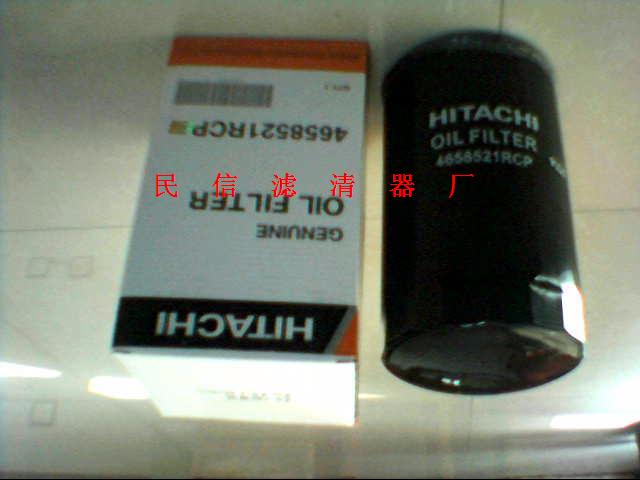 HITACHI
GENUINE
OIL FILTER
4658521RCP
HITACHI
OIL FILTER
4658521RCP
民信滤清器厂